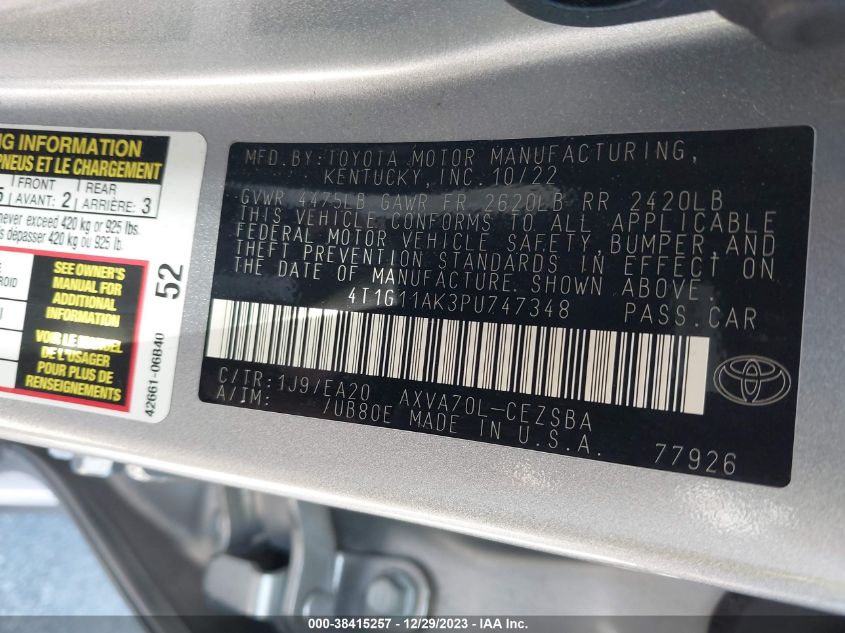 NG INFORMATION
PNEUS ET LE CHARGEMENT
5 FRONT REAR
AVANT: 2 ARRIÈRE: 3
never exceed 420 kg or 925 lbs.
dépasser 420 kg ou 925 lb.
SEE OWNER'S
MANUAL FOR
ADDITIONAL
INFORMATION
VOIR LE MANUEL
DE L'USAGER
POUR PLUS DE
RENSEIGNEMENTS
52
42661-06B40
MFD.BY:TOYOTA MOTOR MANUFACTURING,
KENTUCKY, INC. 10/22
GVWR 4475LB GAWR FR 2620LB RR 2420LB
THIS VEHICLE CONFORMS TO ALL APPLICABLE
FEDERAL MOTOR VEHICLE SAFETY,BUMPER,AND
THEFT PREVENTION STANDARDS IN EFFECT ON
THE DATE OF MANUFACTURE SHOWN ABOVE.
4T1G11AK3PU747348 PASS.CAR
C/TR:1J9/EA20 AXVA70L-CEZSBA
A/IM: /UB80E MADE IN U.S.A.
77926
000-38415257 - 12/29/2023 - IAA Inc.